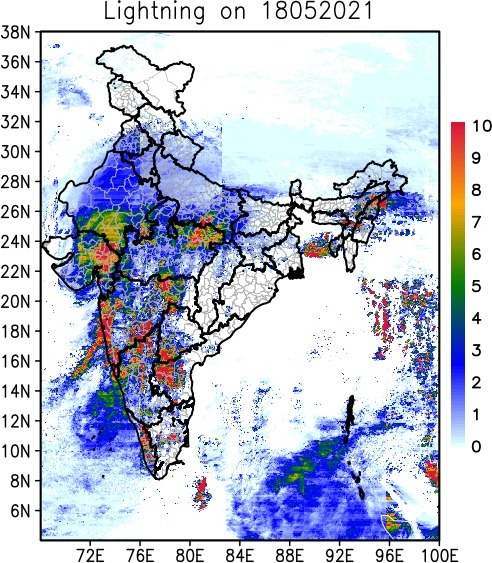 Lightning on 18052021
38N
36N
34N
32N
30N
28N
26N
24N
22N
20N
18N
16N
14N
12N
10N
8N
6N
72E 76E 80E 84E 88E 92E 96E 100E
10
9
8
7
6
5
4
3
2
1
0